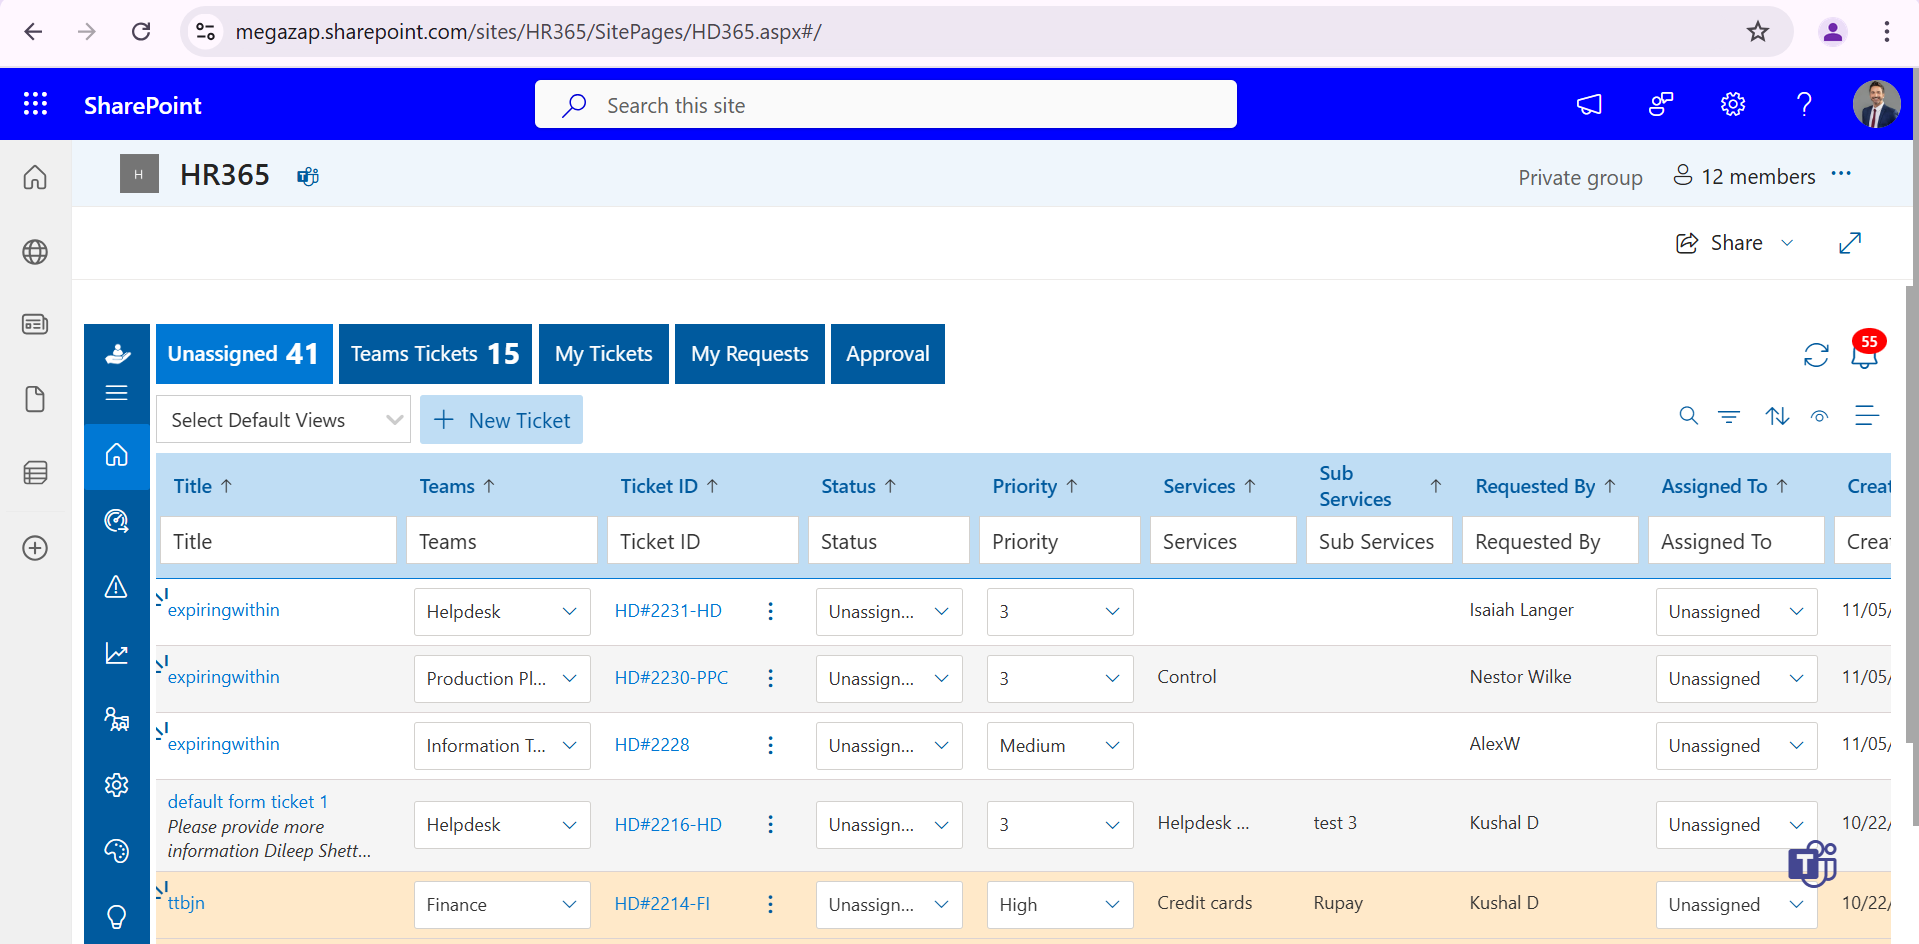 megazap.sharepoint.com/sites/HR365/SitePages/HD365.aspx#/
SharePoint
Search this site
H
HR365
Private group
12 members
Share
Unassigned 41
Teams Tickets 15
My Tickets
My Requests
Approval
55
Select Default Views
New Ticket
Title Teams Ticket ID Status Priority Services Sub Services Requested By Assigned To Creat
Title Teams Ticket ID Status Priority Services Sub Services Requested By Assigned To Crea
expiringwithin Helpdesk HD#2231-HD Unassign... 3 Isaiah Langer Unassigned 11/05/
expiringwithin Production Pl... HD#2230-PPC Unassign... 3 Control Nestor Wilke Unassigned 11/05/
expiringwithin Information T... HD#2228 Unassign... Medium AlexW Unassigned 11/05/
default form ticket 1
Please provide more
information Dileep Shett...
Helpdesk HD#2216-HD Unassign... 3 Helpdesk ... test 3 Kushal D Unassigned 10/22/
ttbjn Finance HD#2214-FI Unassign... High Credit cards Rupay Kushal D Unassigned 10/22/
T